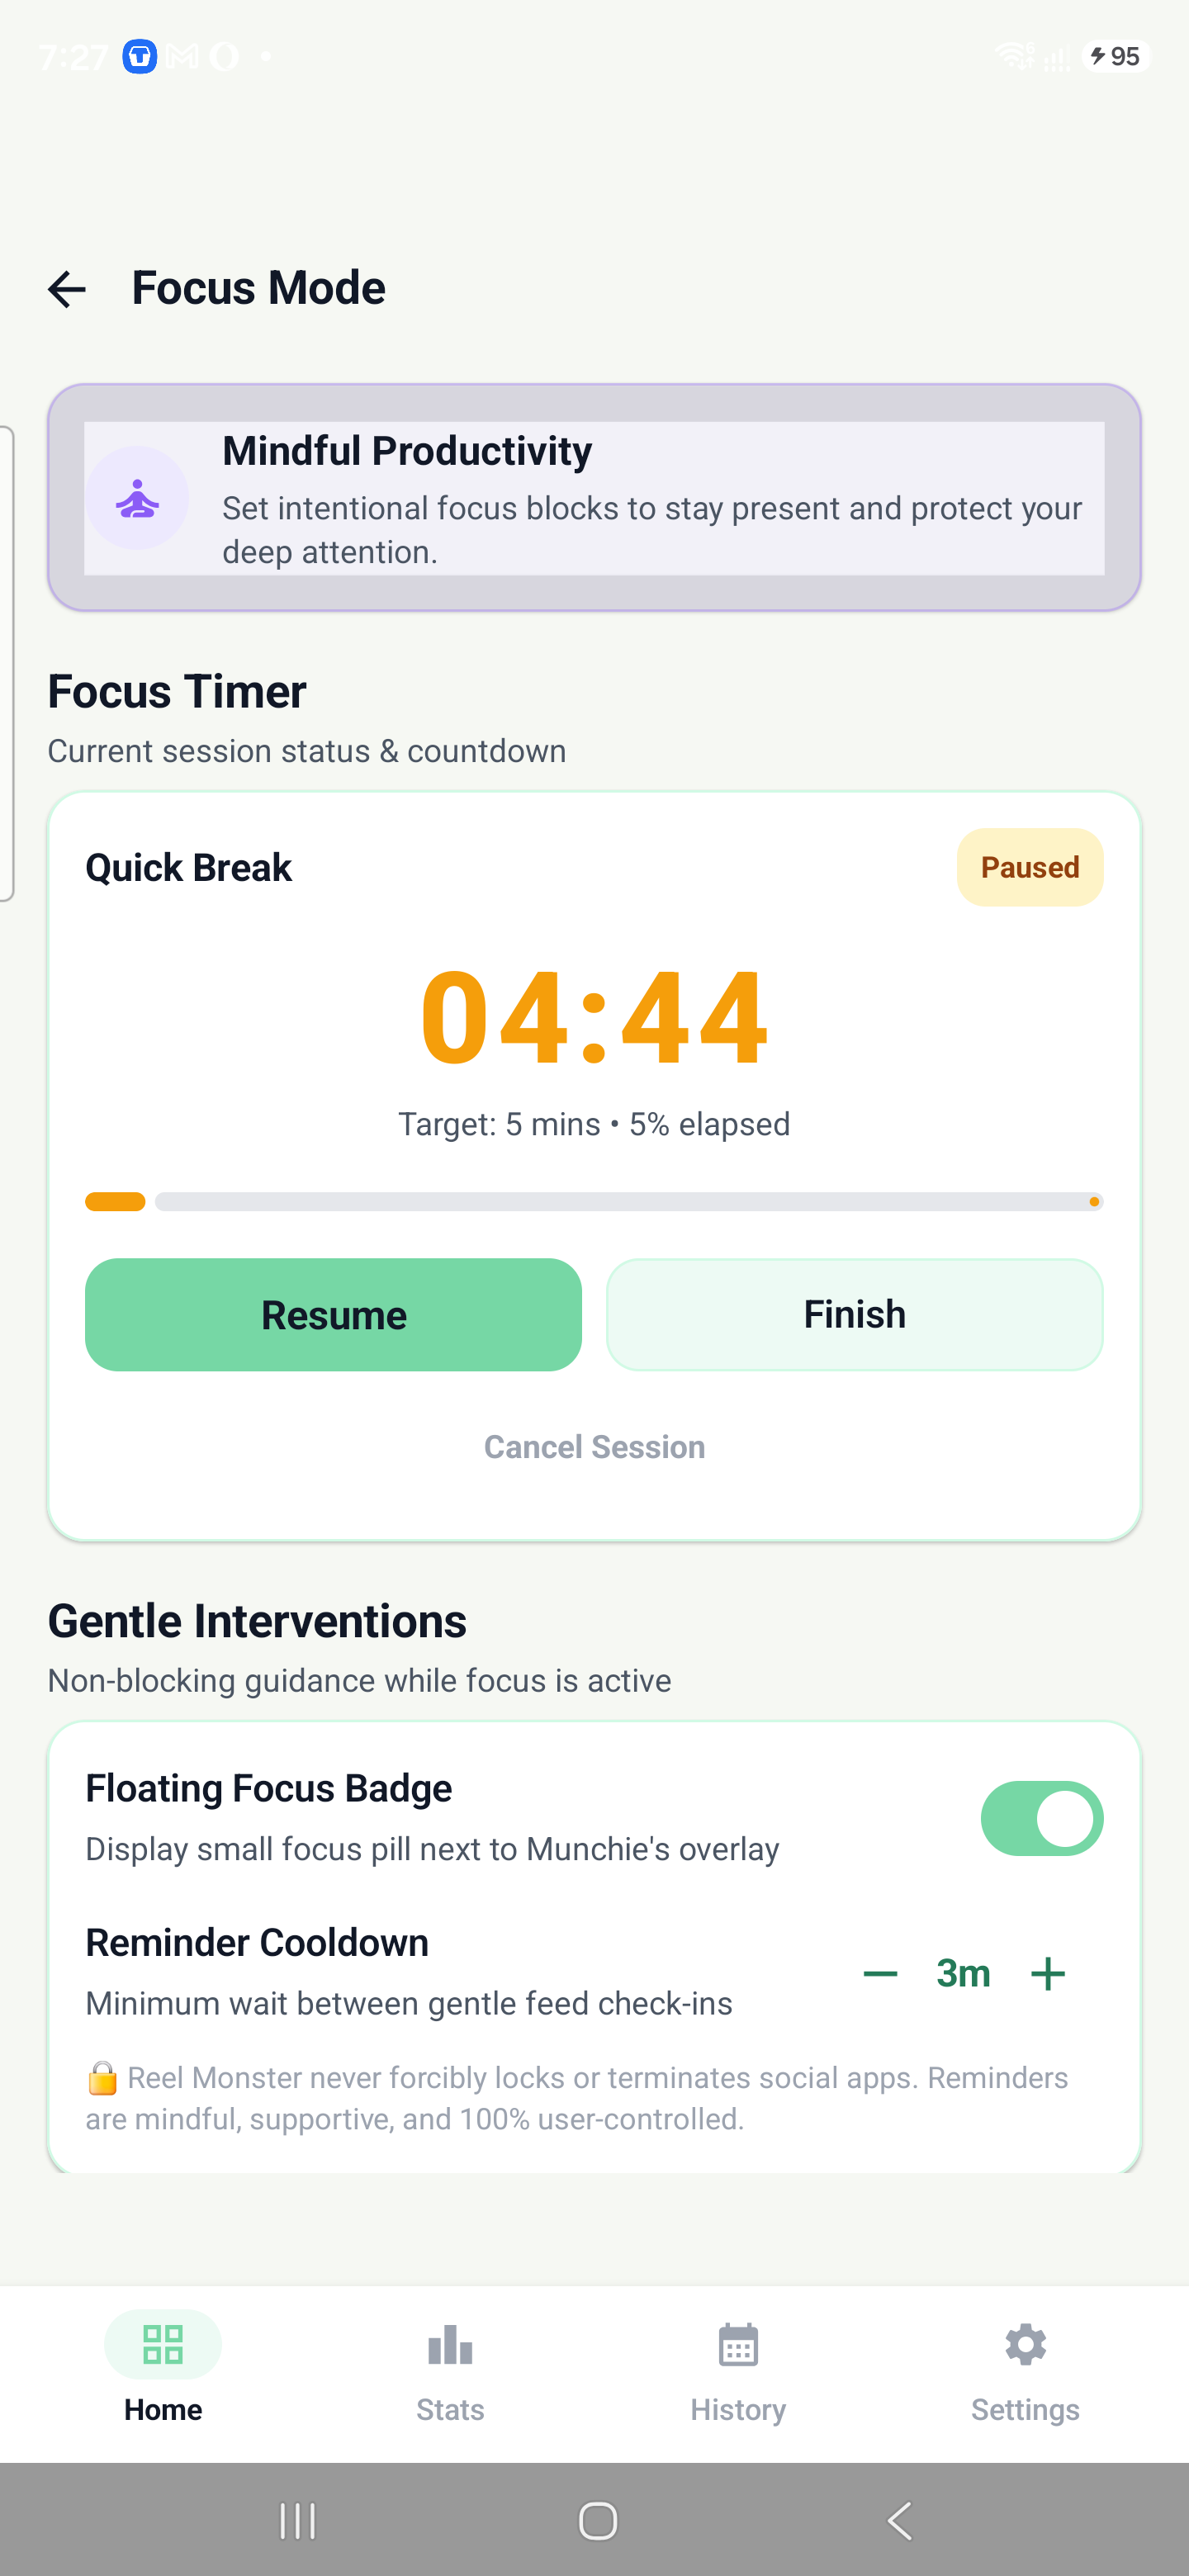 7:27
95
Focus Mode
Mindful Productivity
Set intentional focus blocks to stay present and protect your
deep attention.
Focus Timer
Current session status & countdown
Quick Break
Paused
04:44
Target: 5 mins • 5% elapsed
Resume
Finish
Cancel Session
Gentle Interventions
Non-blocking guidance while focus is active
Floating Focus Badge
Display small focus pill next to Munchie's overlay
Reminder Cooldown
3m
Minimum wait between gentle feed check-ins
🔒 Reel Monster never forcibly locks or terminates social apps. Reminders
are mindful, supportive, and 100% user-controlled.
Home
Stats
History
Settings